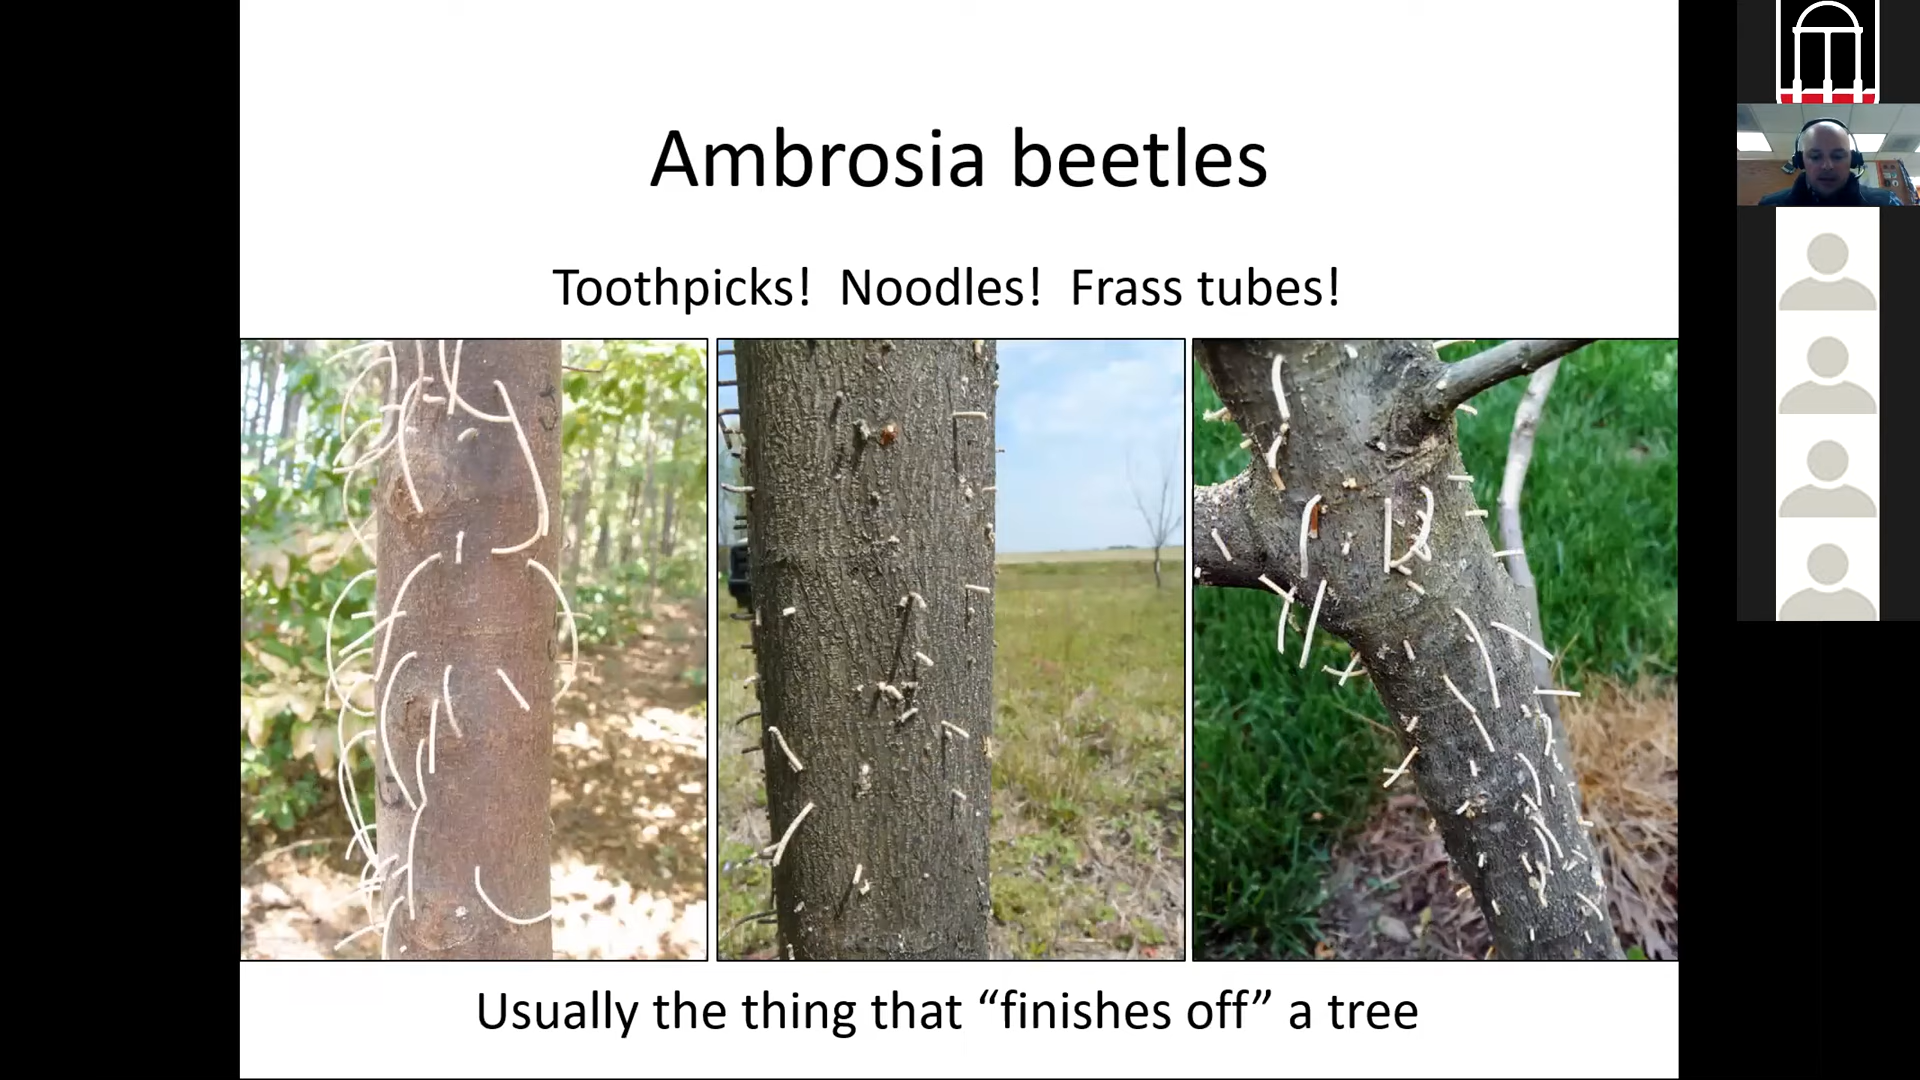 Ambrosia beetles
Toothpicks!  Noodles!  Frass tubes!
Usually the thing that “finishes off” a tree